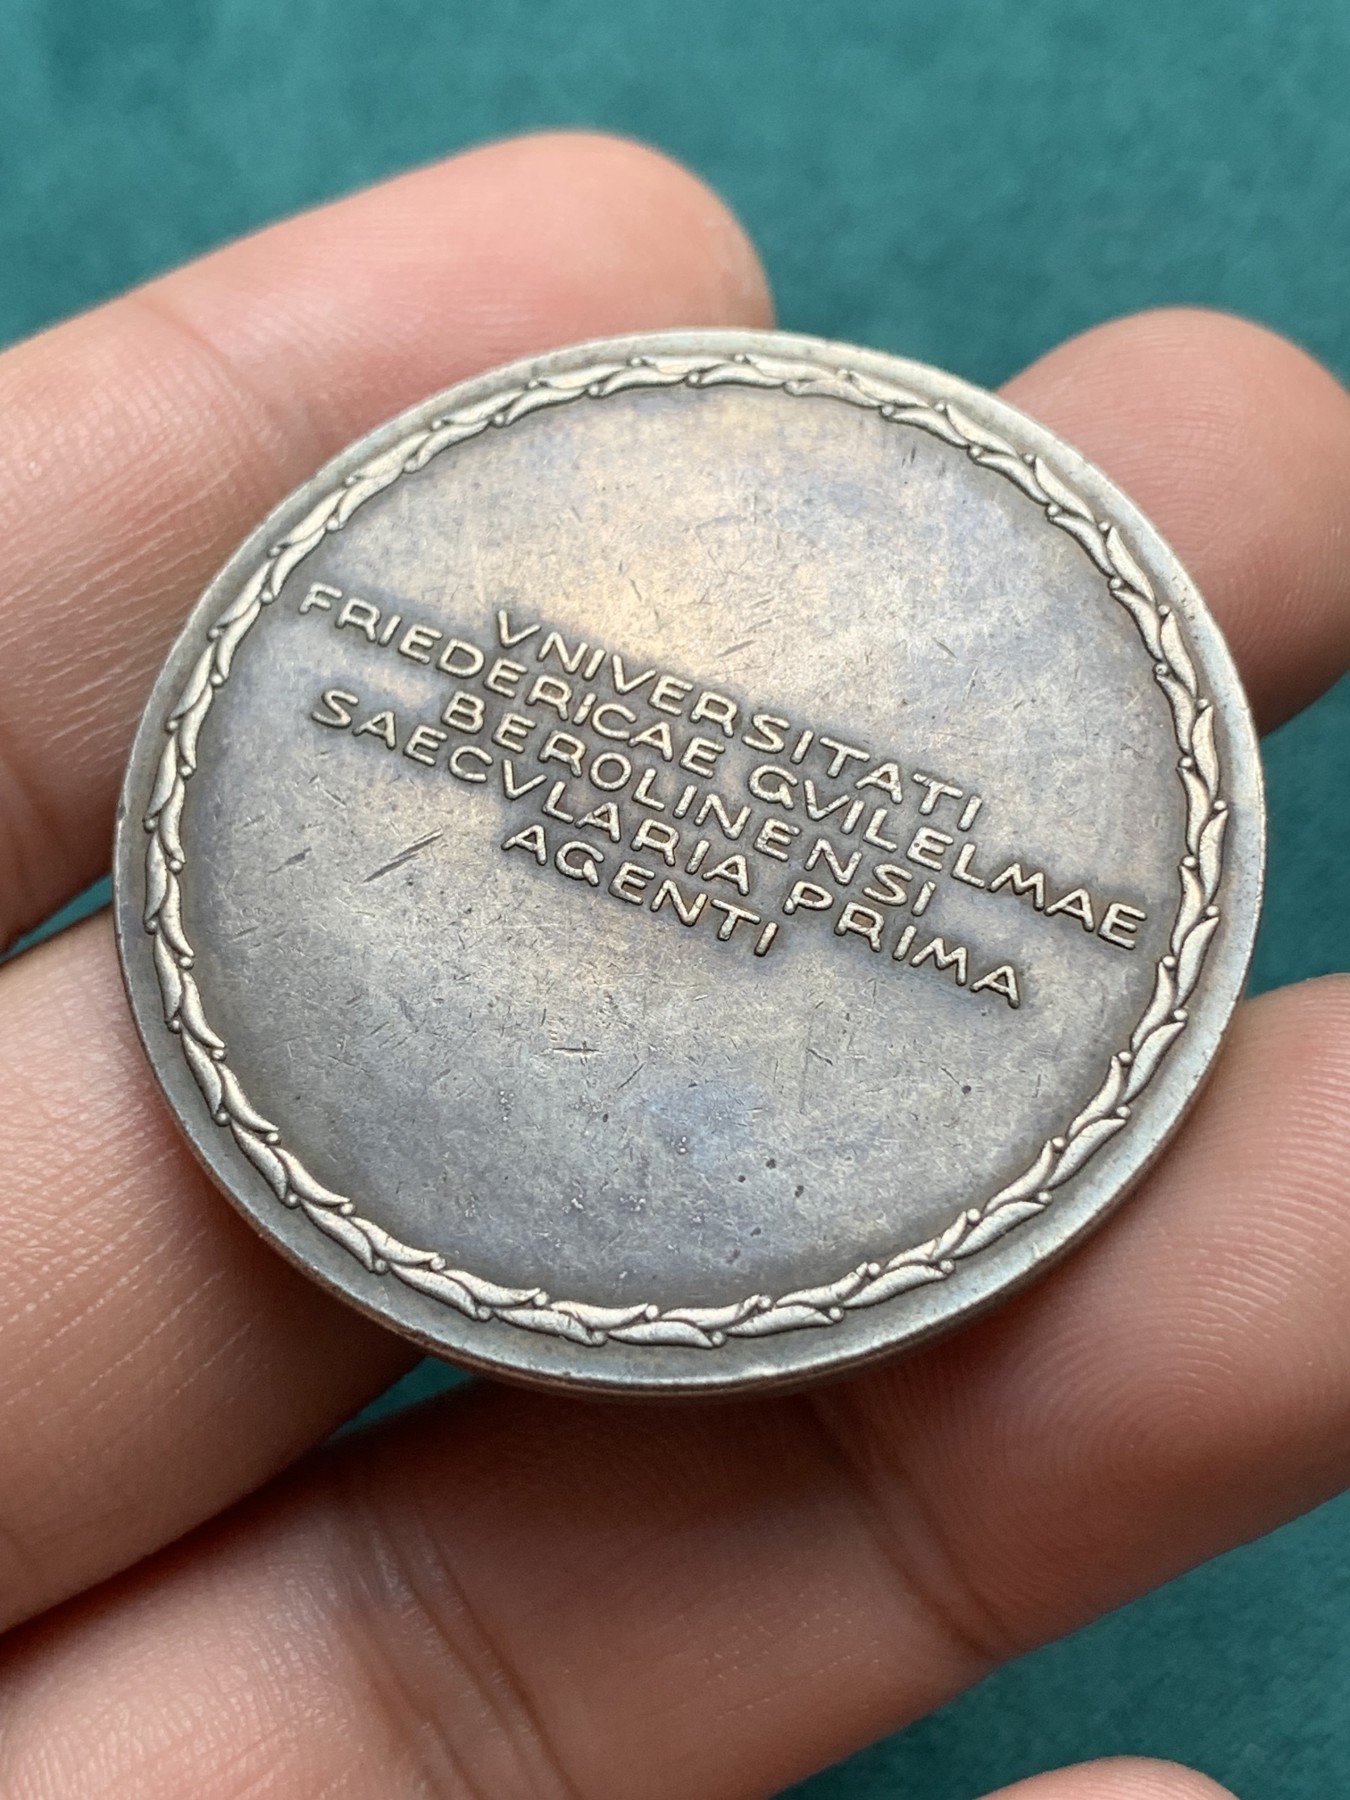 VNIVERSITATI
FRIEDERICAE GVILELMAE
BEROLINENSI
SAECVLARIA PRIMA
AGENTI